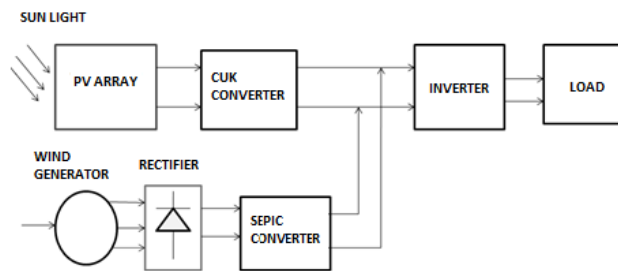 SUN LIGHT
PV ARRAY
CUK
CONVERTER
INVERTER
LOAD
WIND
GENERATOR
RECTIFIER
SEPIC
CONVERTER